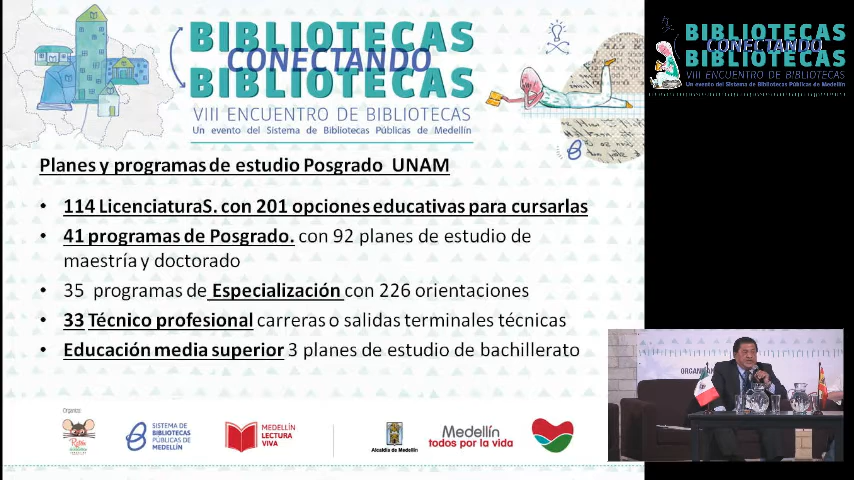 BIBLIOTECAS
CONECTANDO
BIBLIOTECAS
VIII ENCUENTRO DE BIBLIOTECAS
Un evento del Sistema de Bibliotecas Públicas de Medellín
Planes y programas de estudio Posgrado UNAM
• 114 LicenciaturaS. con 201 opciones educativas para cursarlas
• 41 programas de Posgrado. con 92 planes de estudio de
maestría y doctorado
• 35 programas de Especialización con 226 orientaciones
• 33 Técnico profesional carreras o salidas terminales técnicas
• Educación media superior 3 planes de estudio de bachillerato
SISTEMA DE
BIBLIOTECAS
PÚBLICAS DE
MEDELLÍN
MEDELLÍN
LECTURA
VIVA
Alcaldía de Medellín
Medellín
todos por la vida
BIBLIOTECAS
CONECTANDO
BIBLIOTECAS
VIII ENCUENTRO DE BIBLIOTECAS
Un evento del Sistema de Bibliotecas Públicas de Medellín